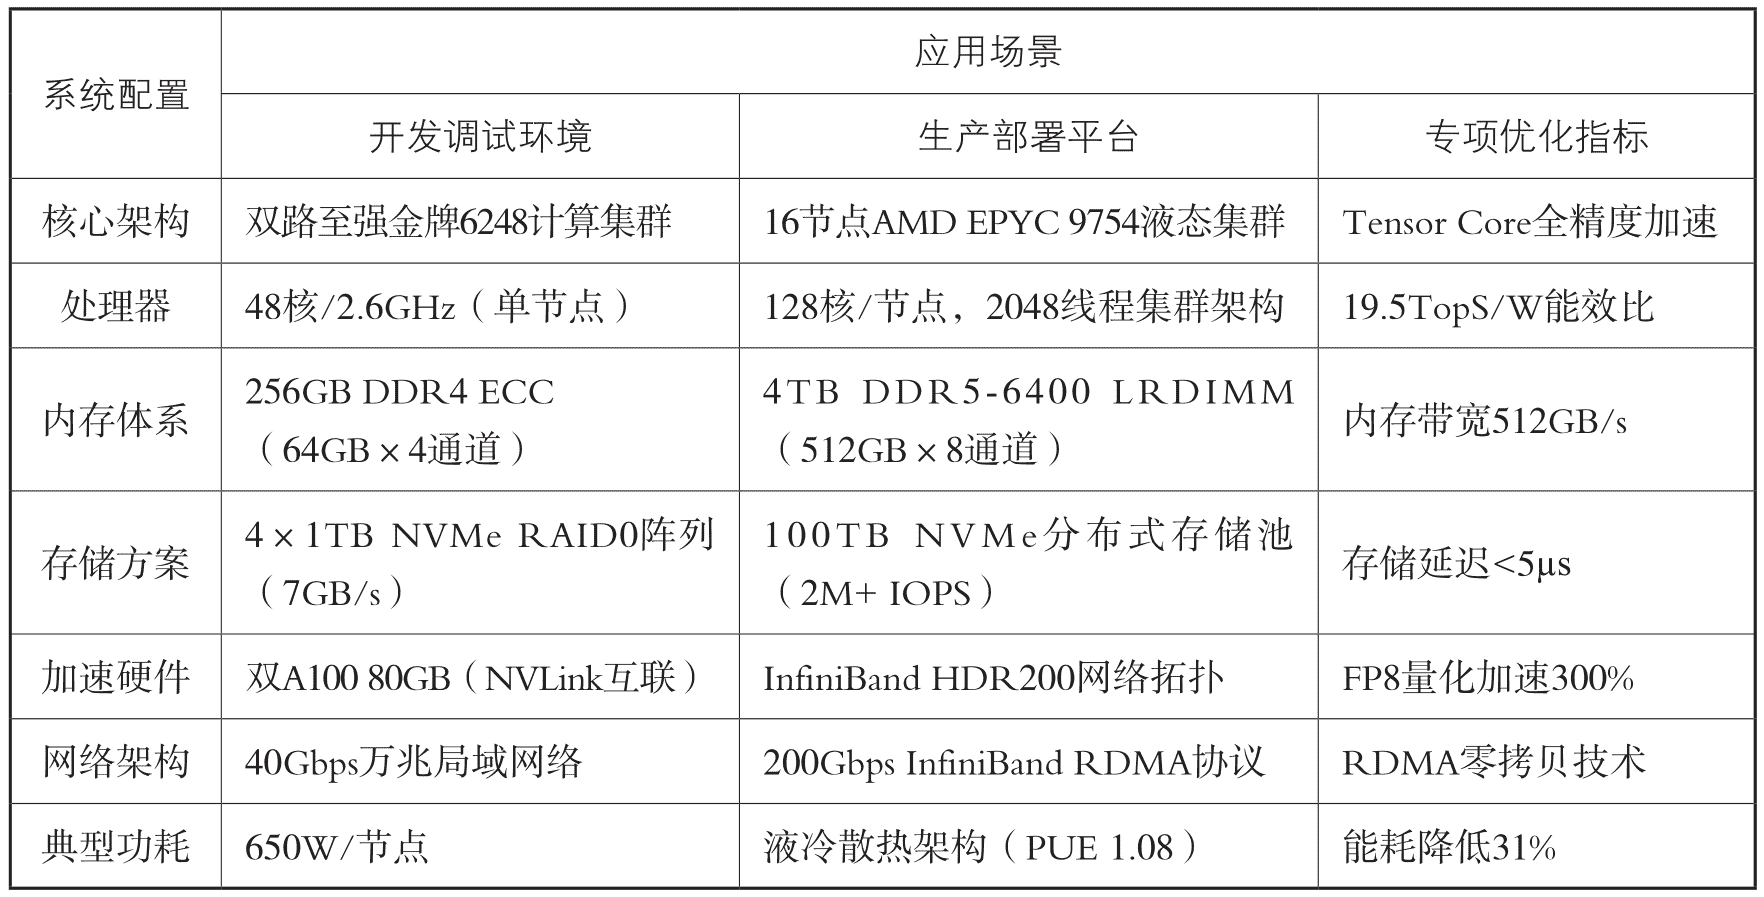 系统配置
应用场景
开发调试环境
生产部署平台
专项优化指标
核心架构
双路至强金牌6248计算集群
16节点AMD EPYC 9754液态集群
Tensor Core全精度加速
处理器
48核/2.6GHz（单节点）
128核/节点，2048线程集群架构
19.5TopS/W能效比
内存体系
256GB DDR4 ECC
（64GB×4通道）
4TB DDR5-6400 LRDIMM
（512GB×8通道）
内存带宽512GB/s
存储方案
4×1TB NVMe RAID0阵列
（7GB/s）
100TB NVMe分布式存储池
（2M+ IOPS）
存储延迟<5μs
加速硬件
双A100 80GB（NVLink互联）
InfiniBand HDR200网络拓扑
FP8量化加速300%
网络架构
40Gbps万兆局域网络
200Gbps InfiniBand RDMA协议
RDMA零拷贝技术
典型功耗
650W/节点
液冷散热架构（PUE 1.08）
能耗降低31%